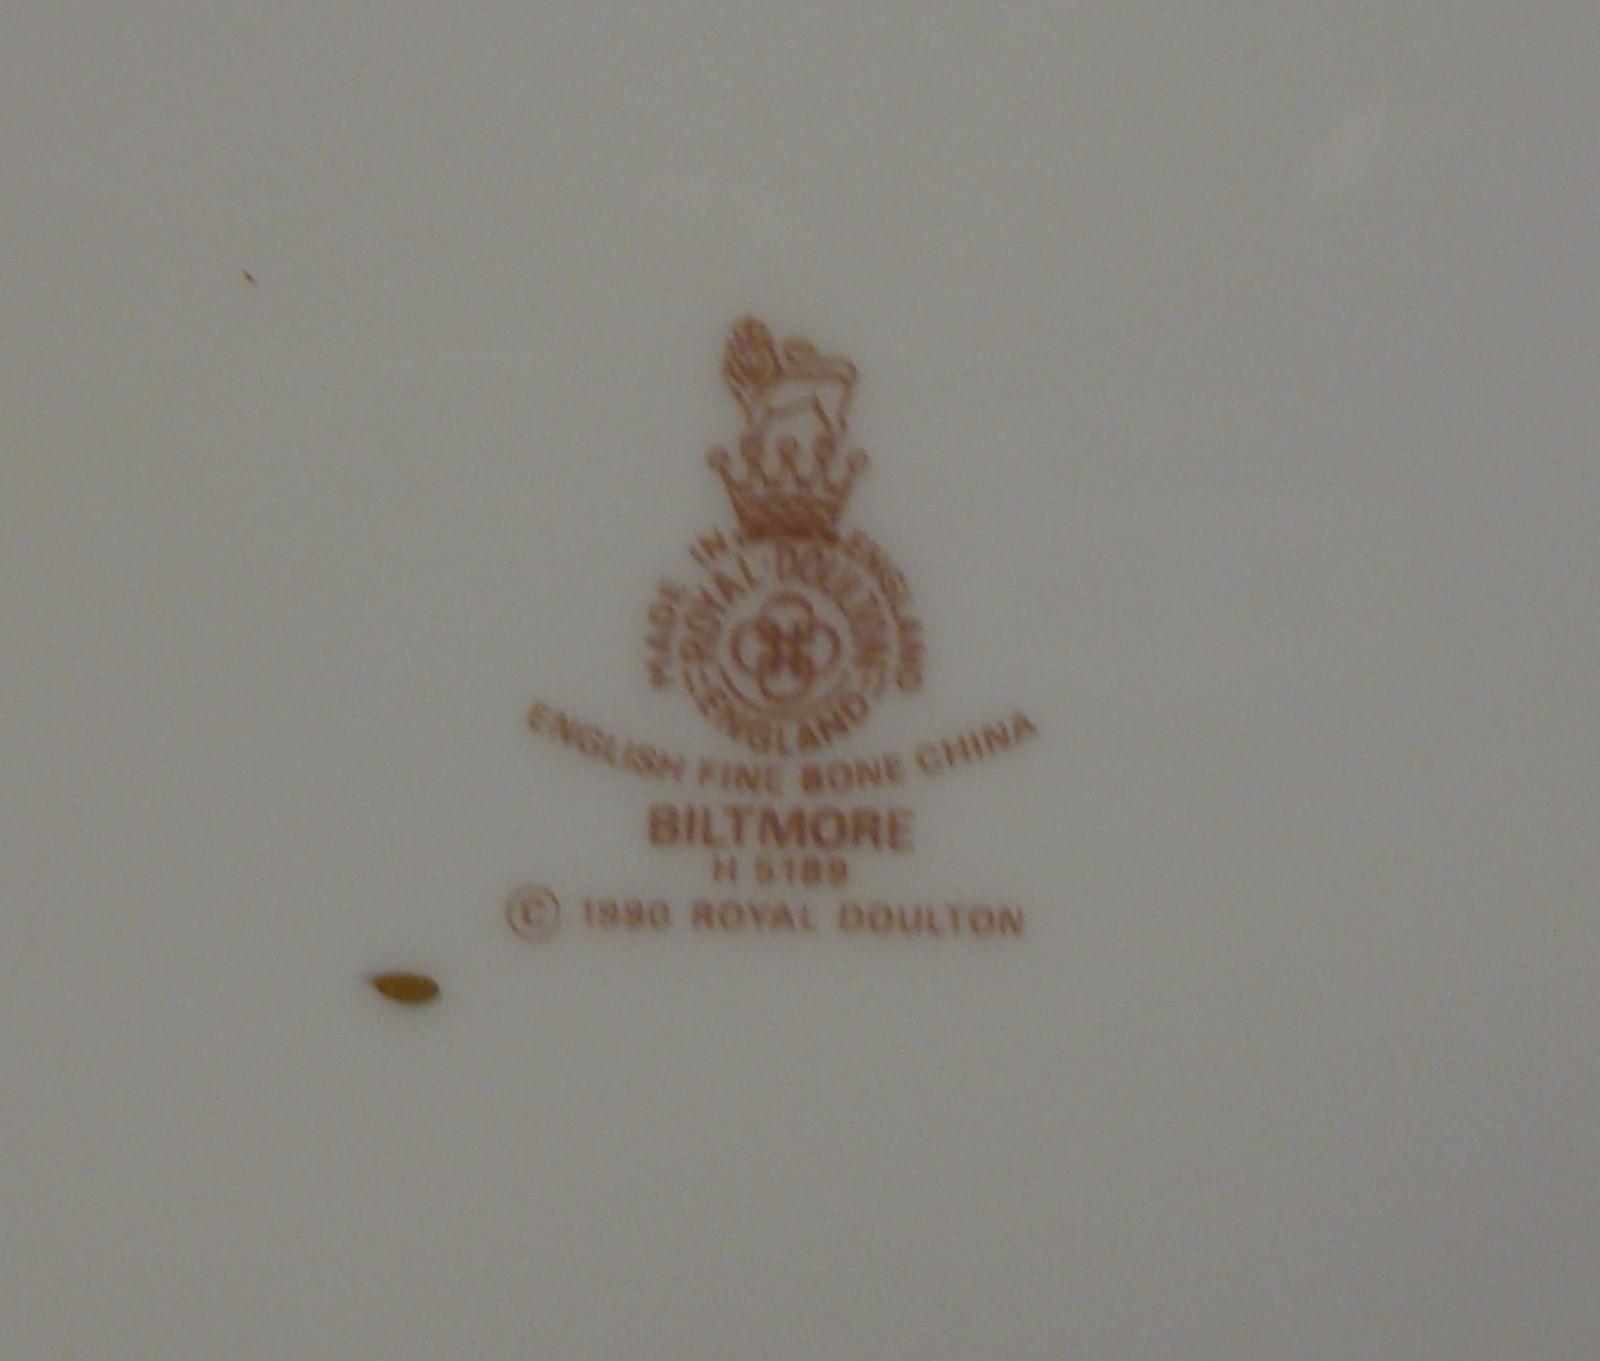 MADE IN ENGLAND
ROYAL DOULTON
ENGLAND
ENGLISH FINE BONE CHINA
BILTMORE
H 5189
© 1990 ROYAL DOULTON